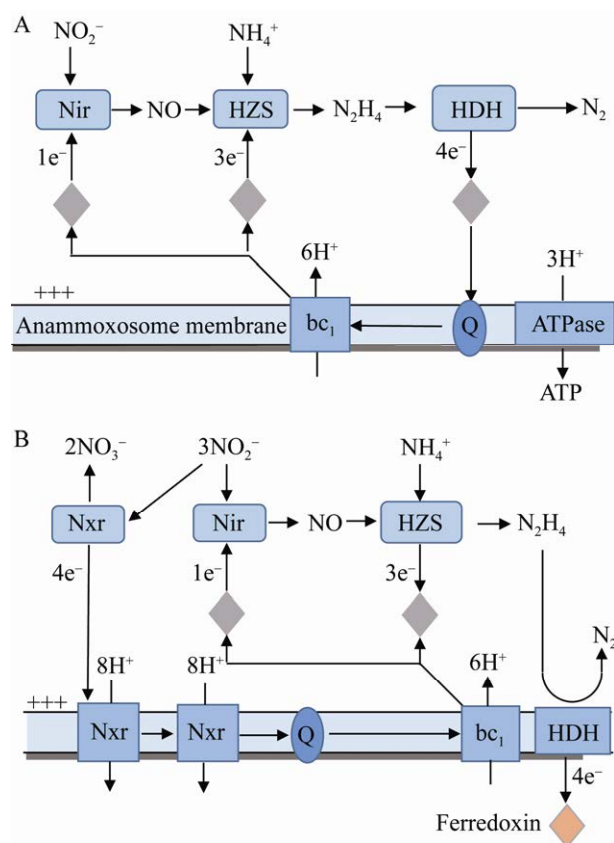 A
NO₂⁻ NH₄⁺
Nir NO HZS N₂H₄ HDH N₂
1e⁻ 3e⁻ 4e⁻
6H⁺ 3H⁺
+++
Anammoxosome membrane bc₁ Q ATPase
ATP
B
2NO₃⁻ 3NO₂⁻ NH₄⁺
Nxr Nir NO HZS N₂H₄
4e⁻ 1e⁻ 3e⁻
N₂
8H⁺ 8H⁺ 6H⁺
+++
Nxr Nxr Q bc₁ HDH
4e⁻
Ferredoxin